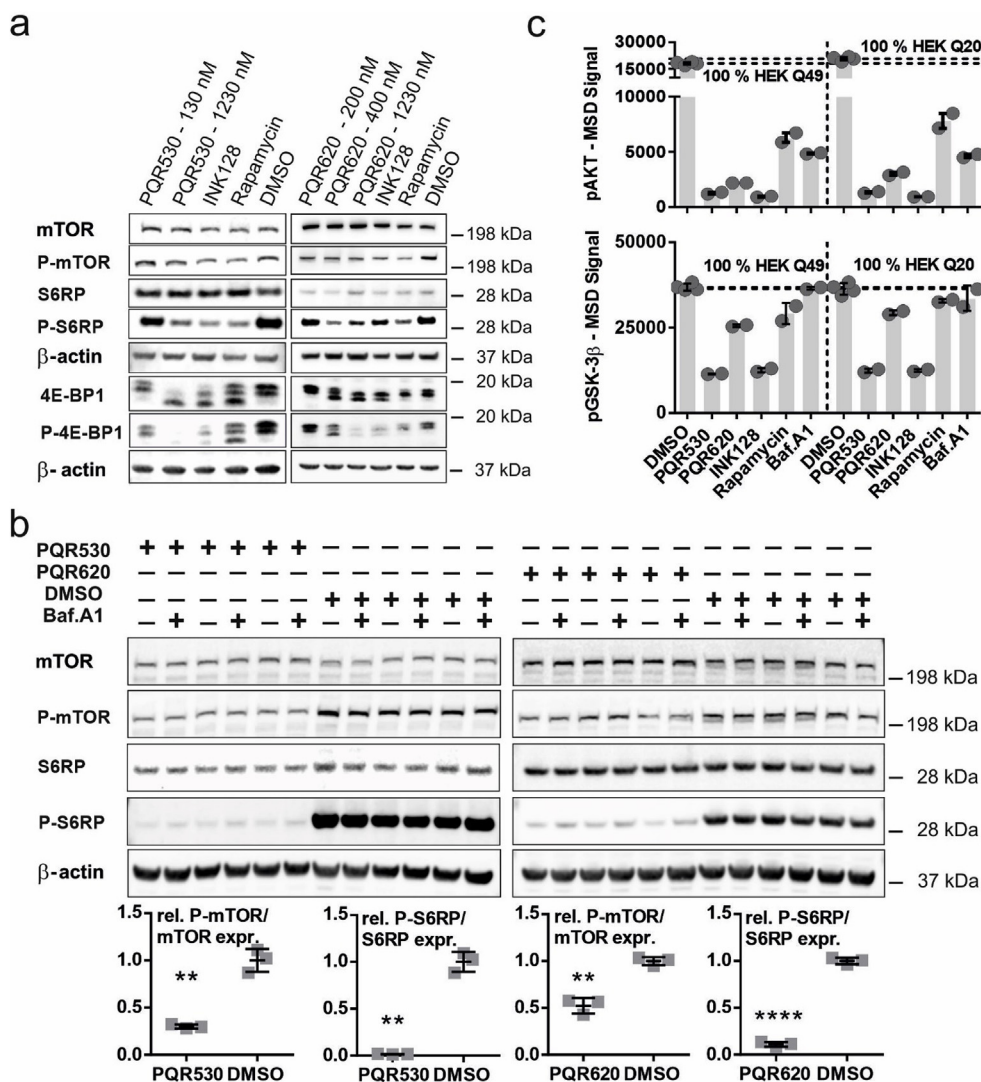 a
PQR530 - 130 nM
PQR530 - 1230 nM
INK128
Rapamycin
DMSO
PQR620 - 200 nM
PQR620 - 400 nM
PQR620 - 1230 nM
INK128
Rapamycin
DMSO
mTOR
198 kDa
P-mTOR
198 kDa
S6RP
28 kDa
P-S6RP
28 kDa
β-actin
37 kDa
4E-BP1
20 kDa
P-4E-BP1
20 kDa
β- actin
37 kDa
c
pAKT - MSD Signal
30000
15000
10000
5000
0
100 % HEK Q49
100 % HEK Q20
pGSK-3β - MSD Signal
50000
25000
0
100 % HEK Q49
100 % HEK Q20
DMSO
PQR530
PQR620
INK128
Rapamycin
Baf.A1
DMSO
PQR530
PQR620
INK128
Rapamycin
Baf.A1
b
PQR530 + + + + + + – – – – – – – – – – – – – – – – – –
PQR620 – – – – – – – – – – – – + + + + + + – – – – – –
DMSO – – – – – – + + + + + + – – – – – – + + + + + +
Baf.A1 – + – + – + – + – + – + – + – + – + – + – + – +
mTOR
198 kDa
P-mTOR
198 kDa
S6RP
28 kDa
P-S6RP
28 kDa
β-actin
37 kDa
1.5
1.0
0.5
0.0
rel. P-mTOR/
mTOR expr.
**
PQR530 DMSO
1.5
1.0
0.5
0.0
rel. P-S6RP/
S6RP expr.
**
PQR530 DMSO
1.5
1.0
0.5
0.0
rel. P-mTOR/
mTOR expr.
**
PQR620 DMSO
1.5
1.0
0.5
0.0
rel. P-S6RP/
S6RP expr.
****
PQR620 DMSO